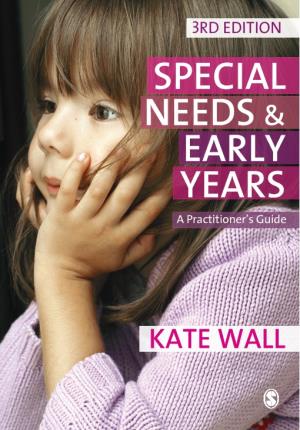 3RD EDITION
SPECIAL
NEEDS &
EARLY
YEARS
A Practitioner's Guide
KATE WALL
S